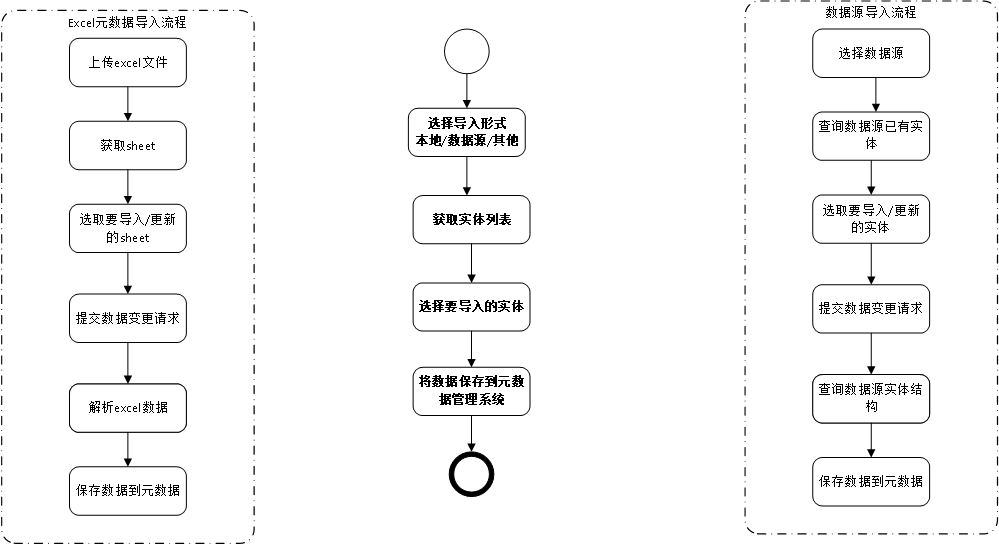 Excel元数据导入流程
上传excel文件
获取sheet
选取要导入/更新
的sheet
提交数据变更请求
解析excel数据
保存数据到元数据
选择导入形式
本地/数据源/其他
获取实体列表
选择要导入的实体
将数据保存到元数
据管理系统
数据源导入流程
选择数据源
查询数据源已有实
体
选取要导入/更新
的实体
提交数据变更请求
查询数据源实体结
构
保存数据到元数据